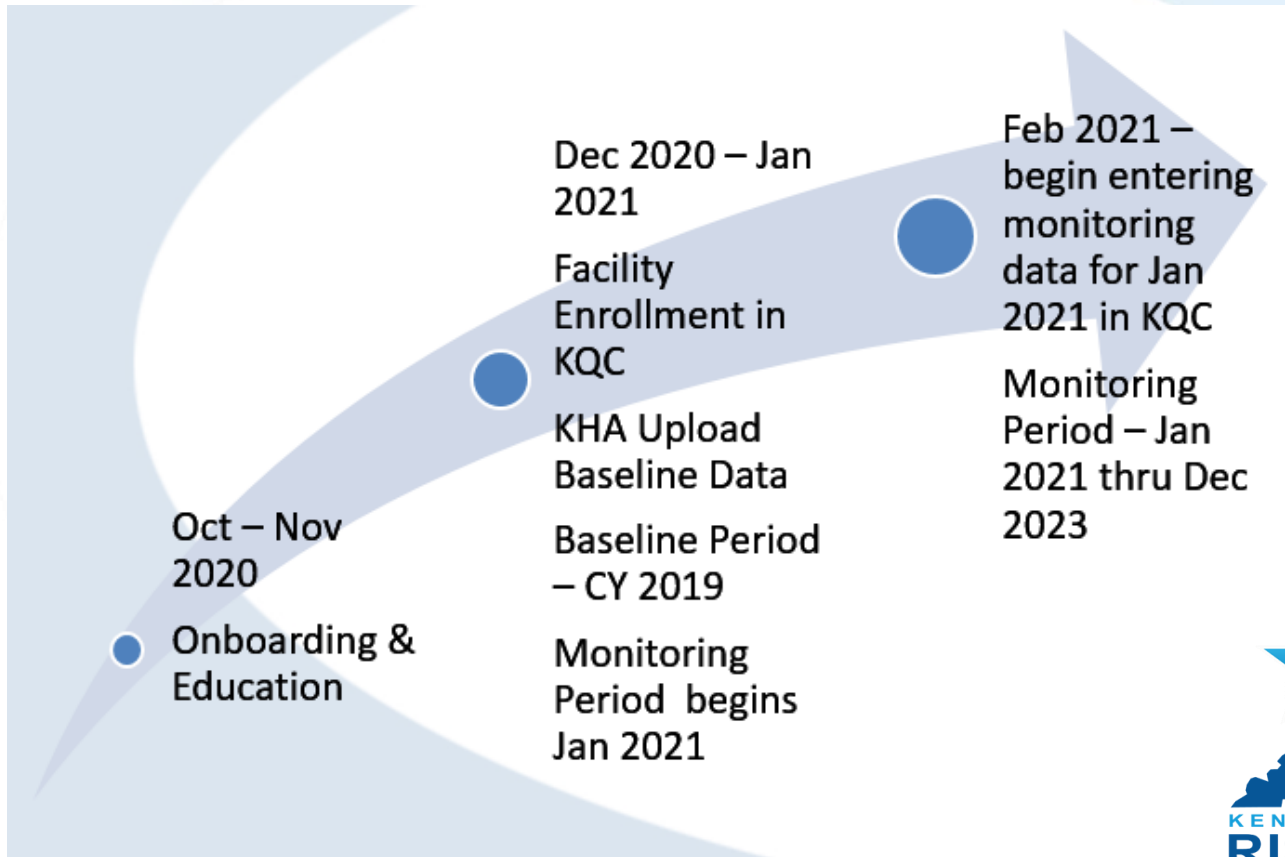 Oct – Nov
2020
Onboarding &
Education
Dec 2020 – Jan
2021
Facility
Enrollment in
KQC
KHA Upload
Baseline Data
Baseline Period
– CY 2019
Monitoring
Period  begins
Jan 2021
Feb 2021 –
begin entering
monitoring
data for Jan
2021 in KQC
Monitoring
Period – Jan
2021 thru Dec
2023